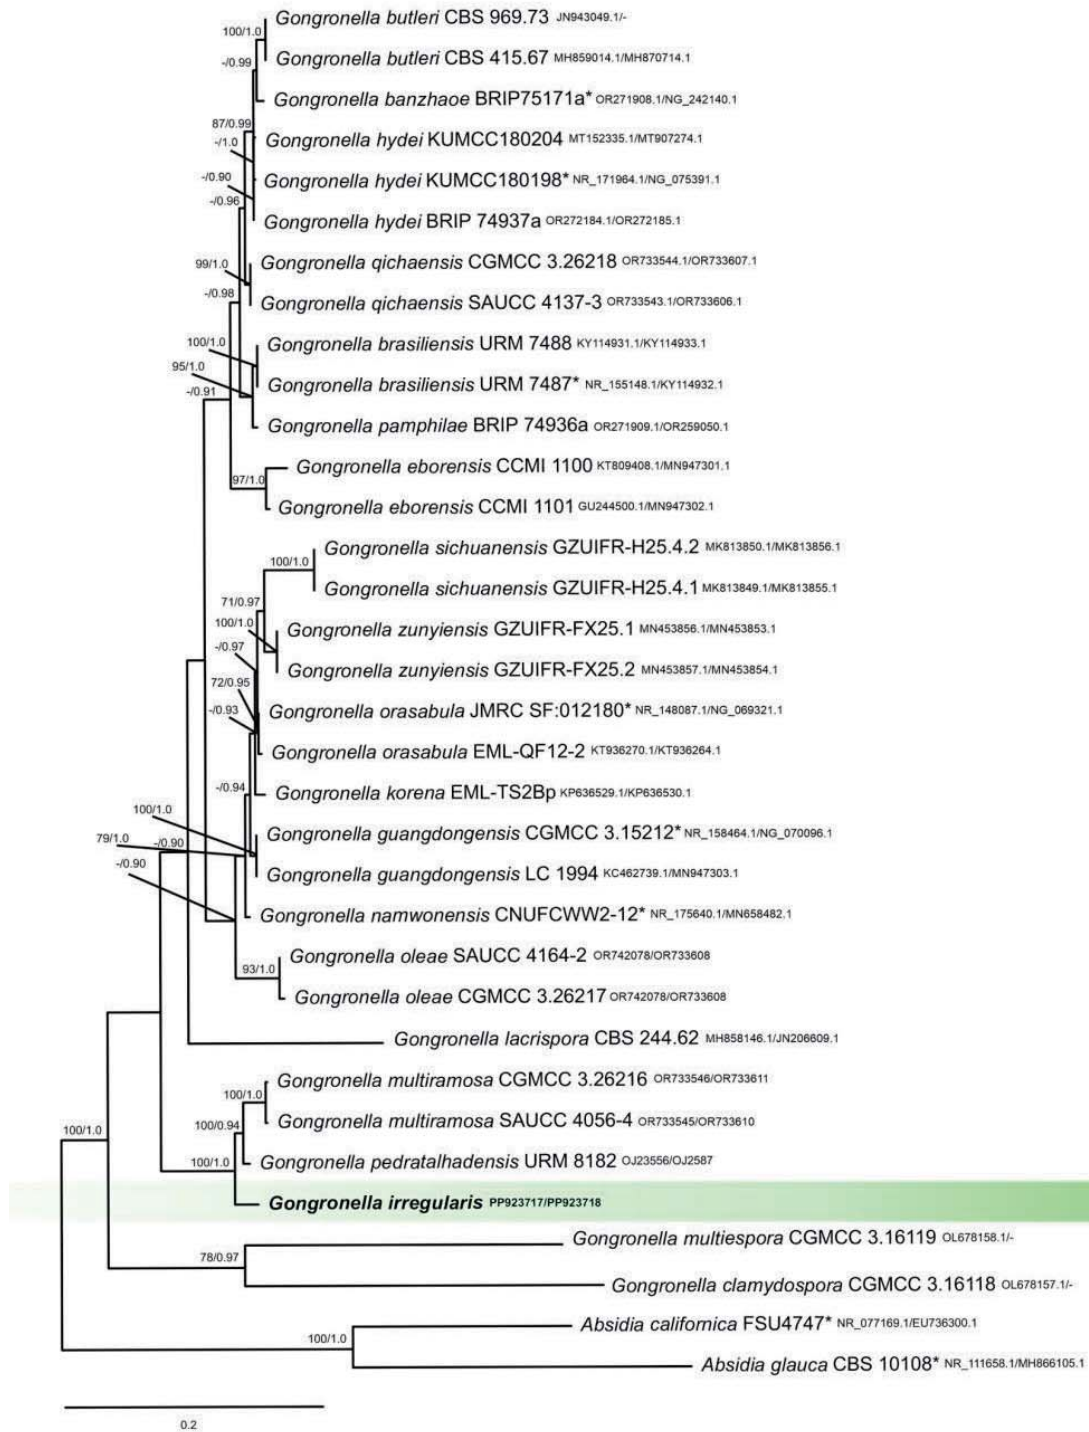 Gongronella butleri CBS 969.73 JN943049.1/-
100/1.0
Gongronella butleri CBS 415.67 MH859014.1/MH870714.1
-/0.99
Gongronella banzhaoe BRIP75171a* OR271908.1/NG_242140.1
87/0.99
Gongronella hydei KUMCC180204 MT152335.1/MT907274.1
-/1.0
Gongronella hydei KUMCC180198* NR_171964.1/NG_075391.1
-/0.90
-/0.96
Gongronella hydei BRIP 74937a OR272184.1/OR272185.1
Gongronella qichaensis CGMCC 3.26218 OR733544.1/OR733607.1
99/1.0
-/0.98
Gongronella qichaensis SAUCC 4137-3 OR733543.1/OR733606.1
Gongronella brasiliensis URM 7488 KY114931.1/KY114933.1
100/1.0
95/1.0
Gongronella brasiliensis URM 7487* NR_155148.1/KY114932.1
-/0.91
Gongronella pamphilae BRIP 74936a OR271909.1/OR259050.1
Gongronella eborensis CCMI 1100 KT809408.1/MN947301.1
97/1.0
Gongronella eborensis CCMI 1101 GU244500.1/MN947302.1
Gongronella sichuanensis GZUIFR-H25.4.2 MK813850.1/MK813856.1
100/1.0
Gongronella sichuanensis GZUIFR-H25.4.1 MK813849.1/MK813855.1
71/0.97
100/1.0
Gongronella zunyiensis GZUIFR-FX25.1 MN453856.1/MN453853.1
-/0.97
Gongronella zunyiensis GZUIFR-FX25.2 MN453857.1/MN453854.1
72/0.95
-/0.93
Gongronella orasabula JMRC SF:012180* NR_148087.1/NG_069321.1
Gongronella orasabula EML-QF12-2 KT936270.1/KT936264.1
-/0.94
Gongronella korena EML-TS2Bp KP636529.1/KP636530.1
100/1.0
Gongronella guangdongensis CGMCC 3.15212* NR_158464.1/NG_070096.1
79/1.0
-/0.90
-/0.90
Gongronella guangdongensis LC 1994 KC462739.1/MN947303.1
Gongronella namwonensis CNUFCWW2-12* NR_175640.1/MN658482.1
Gongronella oleae SAUCC 4164-2 OR742078/OR733608
93/1.0
Gongronella oleae CGMCC 3.26217 OR742078/OR733608
Gongronella lacrispora CBS 244.62 MH858146.1/JN206609.1
Gongronella multiramosa CGMCC 3.26216 OR733546/OR733611
100/1.0
Gongronella multiramosa SAUCC 4056-4 OR733545/OR733610
100/0.94
100/1.0
Gongronella pedratalhadensis URM 8182 OJ23556/OJ2587
100/1.0
Gongronella irregularis PP923717/PP923718
Gongronella multiespora CGMCC 3.16119 OL678158.1/-
78/0.97
Gongronella clamydospora CGMCC 3.16118 OL678157.1/-
Absidia californica FSU4747* NR_077169.1/EU736300.1
100/1.0
Absidia glauca CBS 10108* NR_111658.1/MH866105.1
0.2